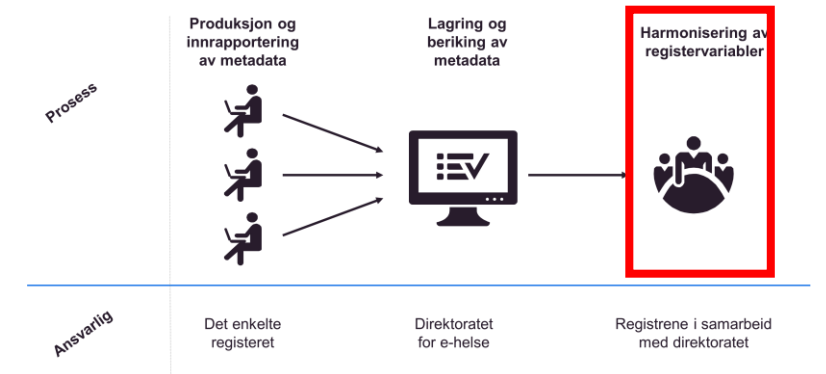 Produksjon og
innrapportering
av metadata
Lagring og
beriking av
metadata
Harmonisering av
registervariabler
Prosess
Ansvarlig
Det enkelte
registeret
Direktoratet
for e-helse
Registrene i samarbeid
med direktoratet